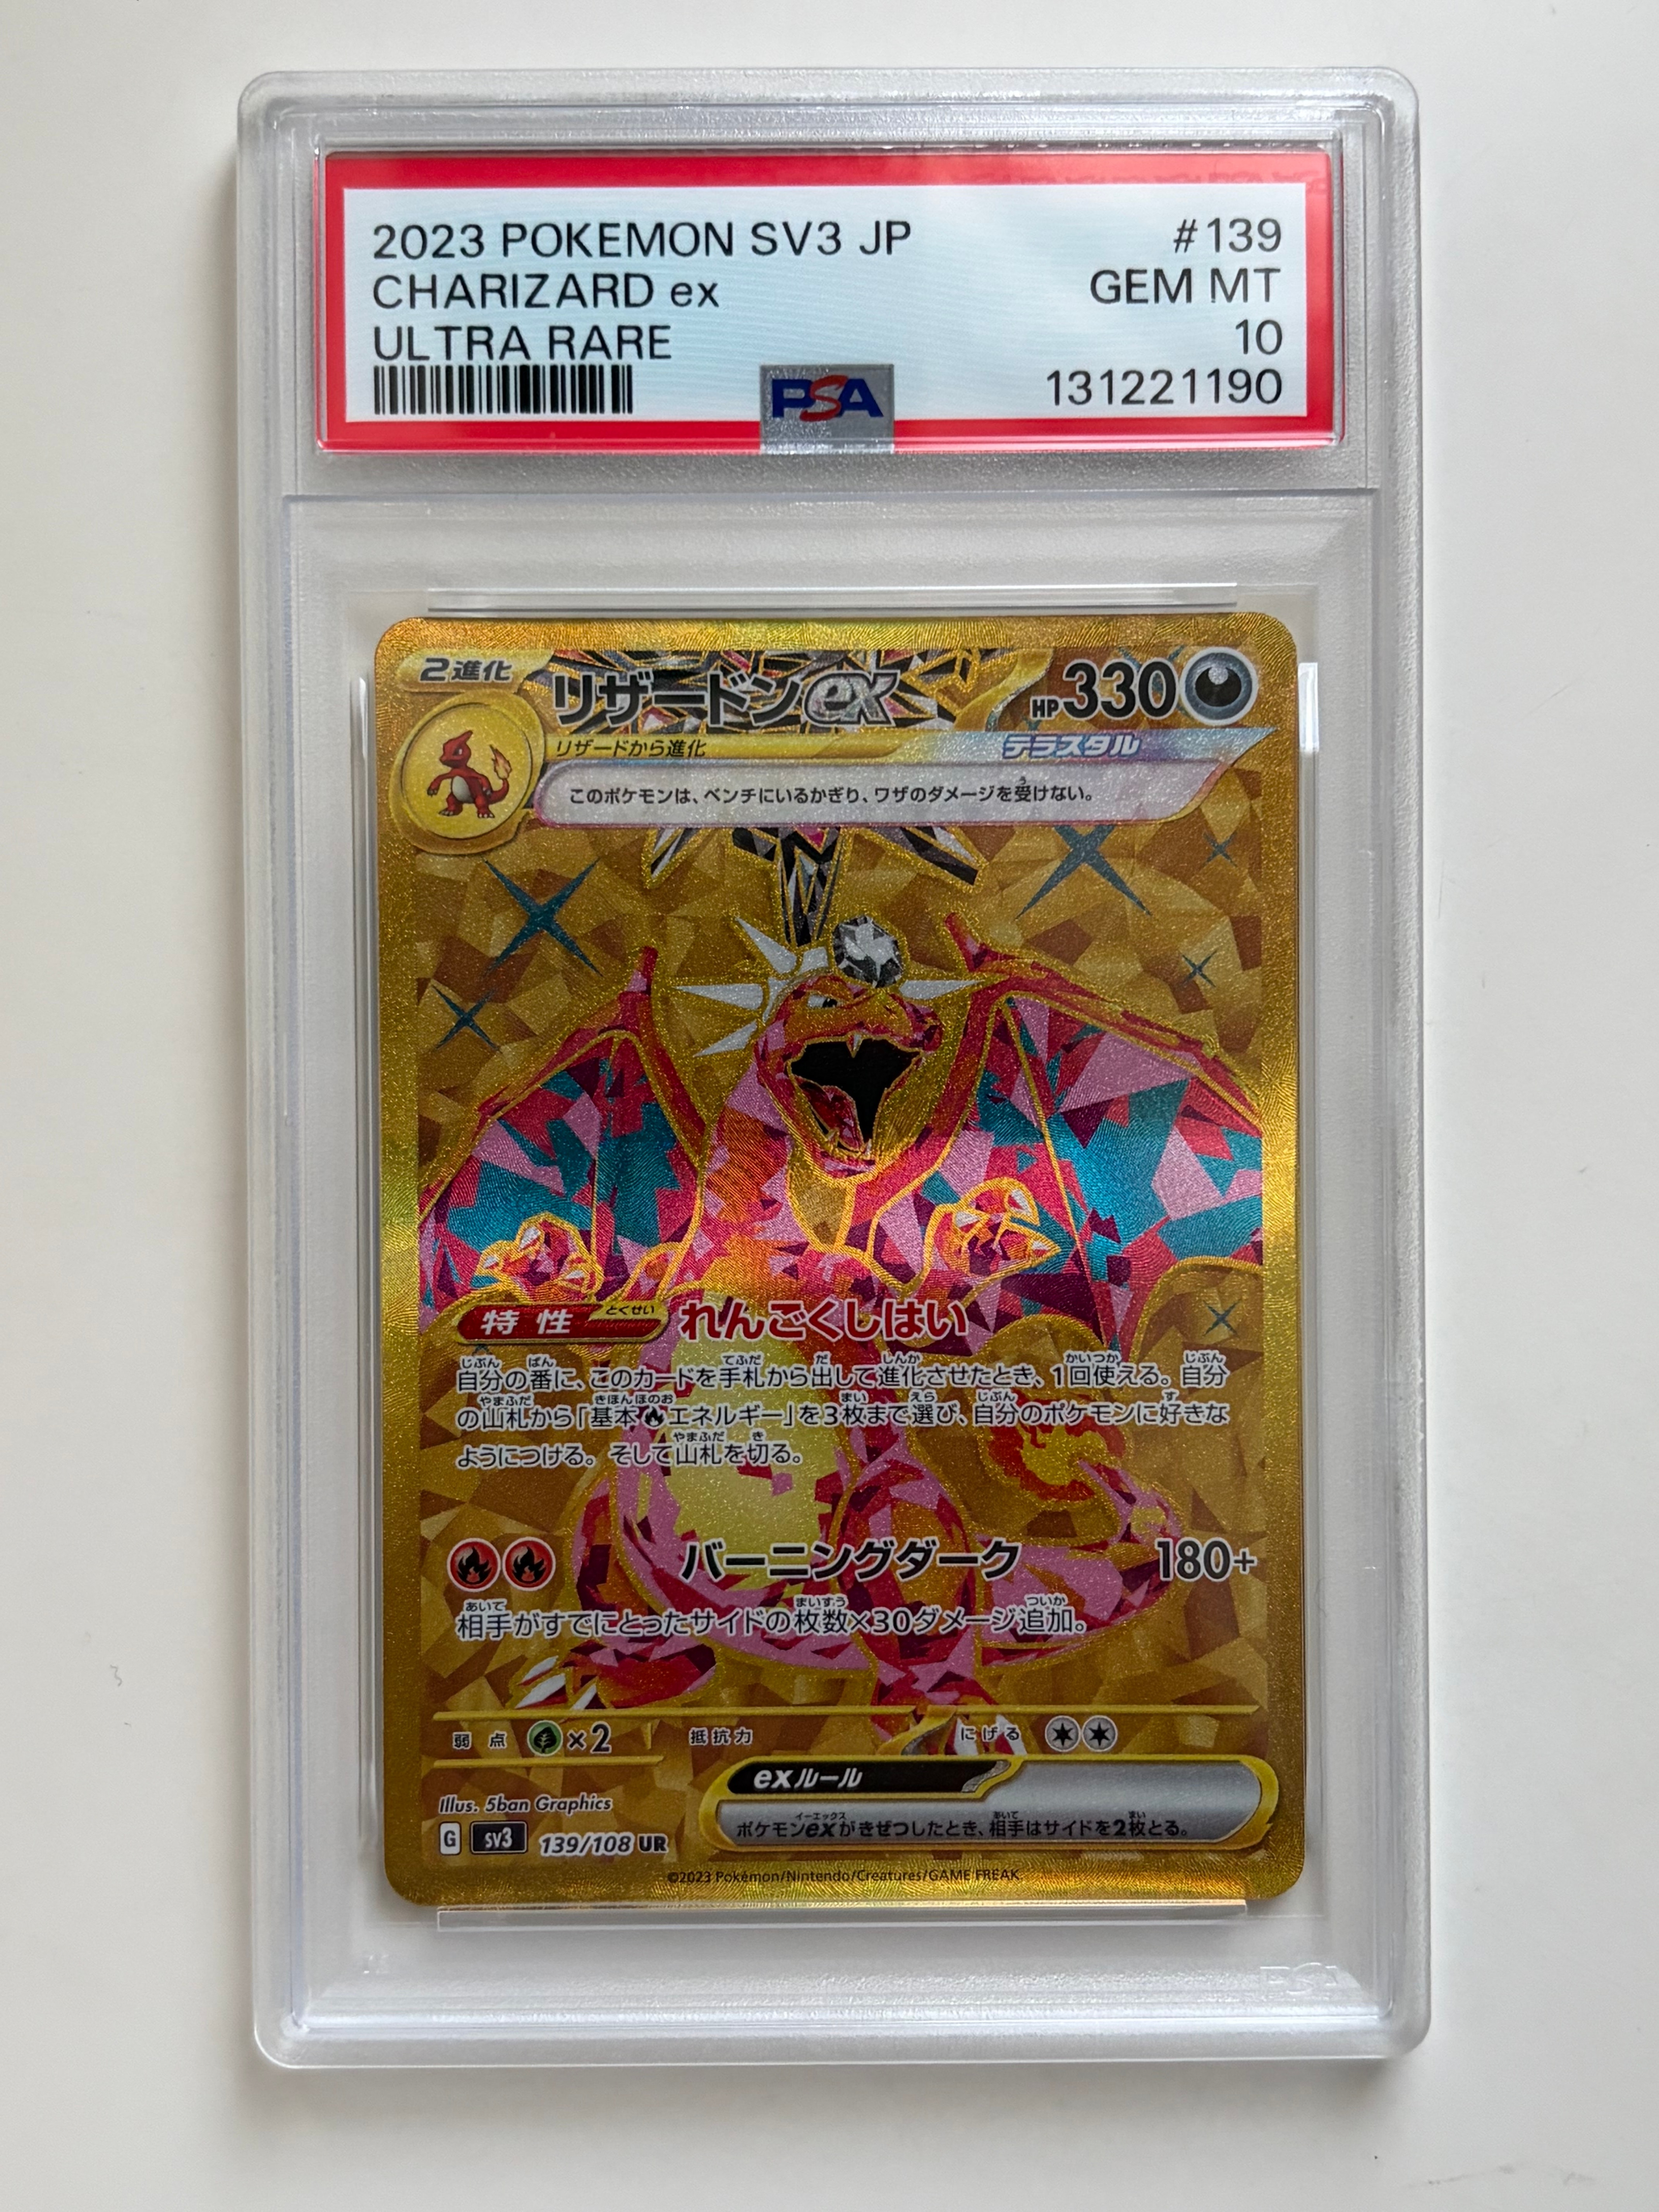 2023 POKEMON SV3 JP #139
CHARIZARD ex GEM MT
ULTRA RARE 10
PSA 131221190
2進化 リザードンex HP330
リザードから進化 テラスタル
このポケモンは、ベンチにいるかぎり、ワザのダメージを受けない。
特性 とくせい れんごくしはい
自分の番に、このカードを手札から出して進化させたとき、1回使える。自分
の山札から「基本エネルギー」を3枚まで選び、自分のポケモンに好きな
ようにつける。そして山札を切る。
バーニングダーク 180+
相手がすでにとったサイドの枚数×30ダメージ追加。
弱点 ×2 抵抗力 にげる
exルール
ポケモンexがきぜつしたとき、相手はサイドを2枚とる。
Illus. 5ban Graphics
G sv3 139/108 UR
©2023 Pokémon/Nintendo/Creatures/GAME FREAK.
PSA